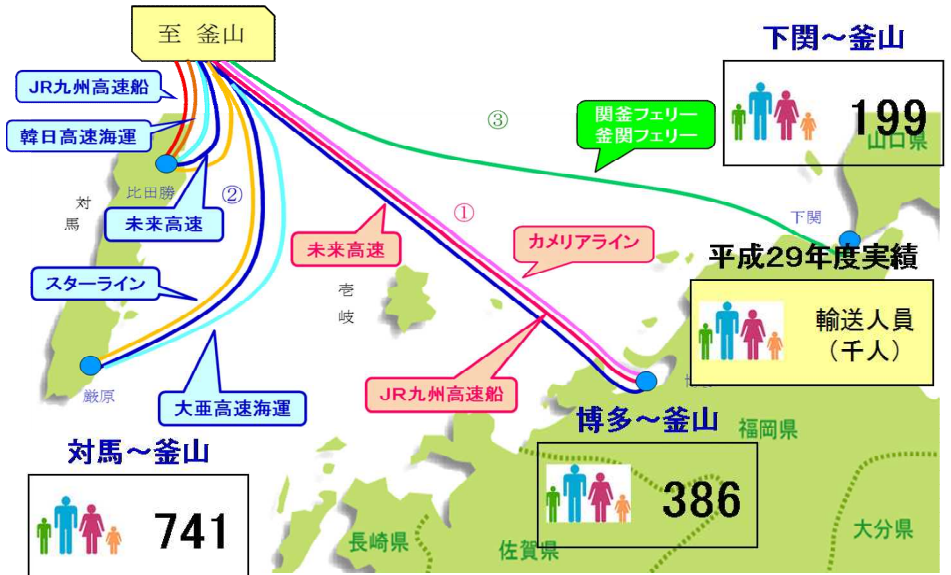 至 釜山
下関～釜山
199
山口県
JR九州高速船
韓日高速海運
③
関釜フェリー
釜関フェリー
比田勝
②
対
馬
未来高速
①
未来高速
カメリアライン
下関
平成29年度実績
輸送人員
（千人）
スターライン
壱
岐
厳原
大亜高速海運
JR九州高速船
博多～釜山
386
福岡県
対馬～釜山
741
長崎県
佐賀県
大分県